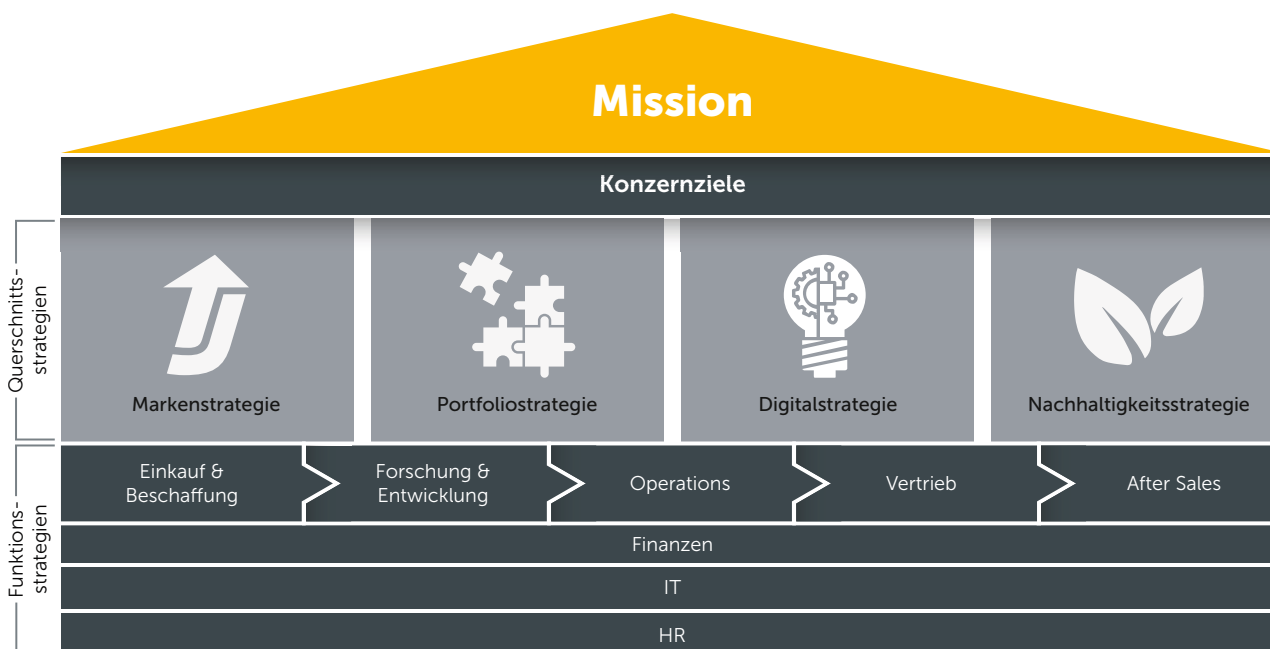 Mission
Konzernziele
Querschnitts-
strategien
Markenstrategie
Portfoliostrategie
Digitalstrategie
Nachhaltigkeitsstrategie
Funktions-
strategien
Einkauf &
Beschaffung
Forschung &
Entwicklung
Operations
Vertrieb
After Sales
Finanzen
IT
HR